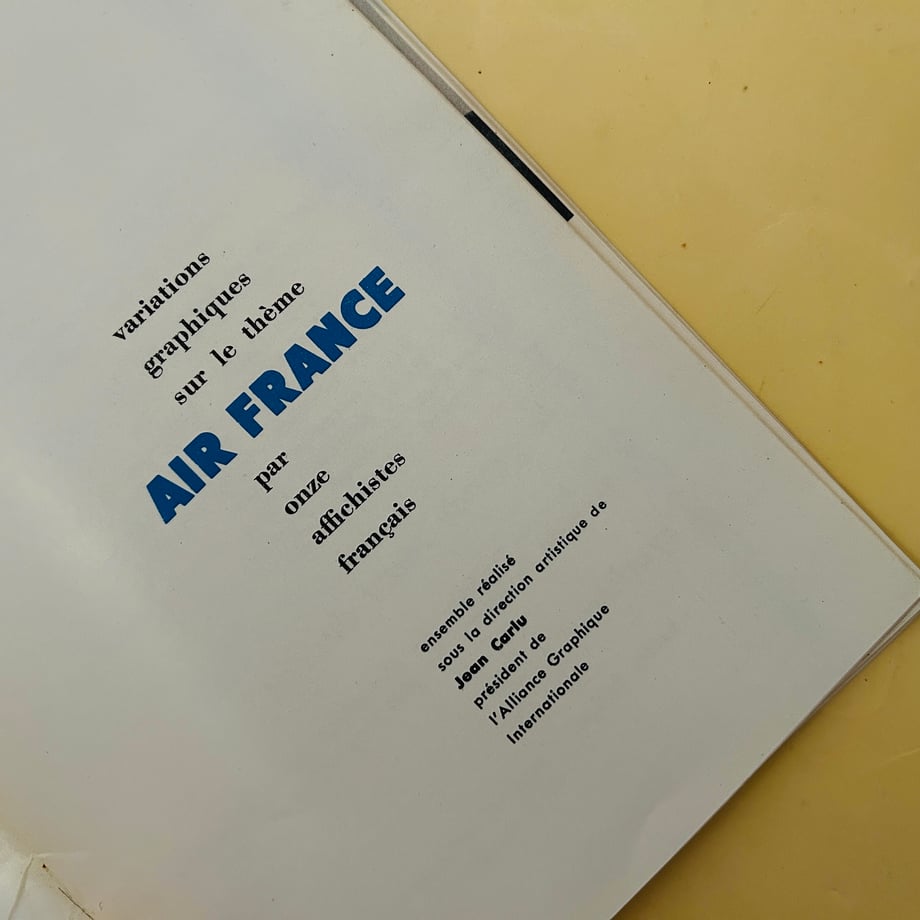 variations
graphiques
sur le thème
AIR FRANCE
par
onze
affichistes
français
ensemble réalisé
sous la direction artistique de
Jean Carlu
président de
l'Alliance Graphique
Internationale